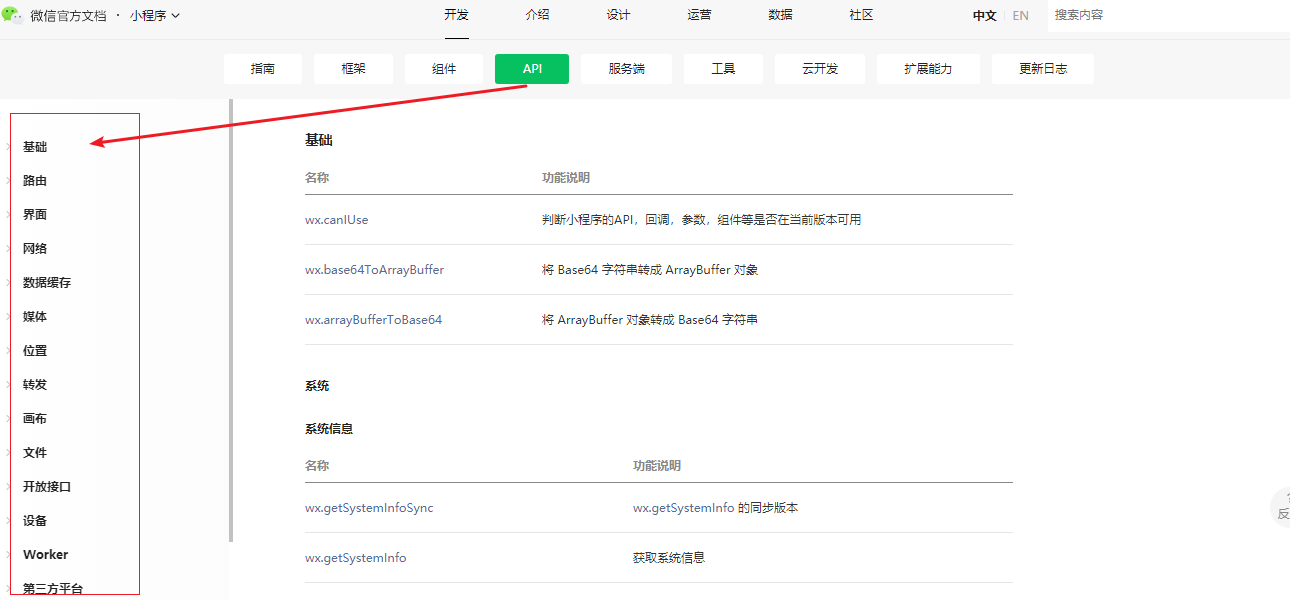 微信官方文档 · 小程序
开发 介绍 设计 运营 数据 社区 中文 EN 搜索内容
指南 框架 组件 API 服务端 工具 云开发 扩展能力 更新日志
基础
路由
界面
网络
数据缓存
媒体
位置
转发
画布
文件
开放接口
设备
Worker
第三方平台
基础
名称 功能说明
wx.canIUse 判断小程序的API，回调，参数，组件等是否在当前版本可用
wx.base64ToArrayBuffer 将 Base64 字符串转成 ArrayBuffer 对象
wx.arrayBufferToBase64 将 ArrayBuffer 对象转成 Base64 字符串
系统
系统信息
名称 功能说明
wx.getSystemInfoSync wx.getSystemInfo 的同步版本
wx.getSystemInfo 获取系统信息
反